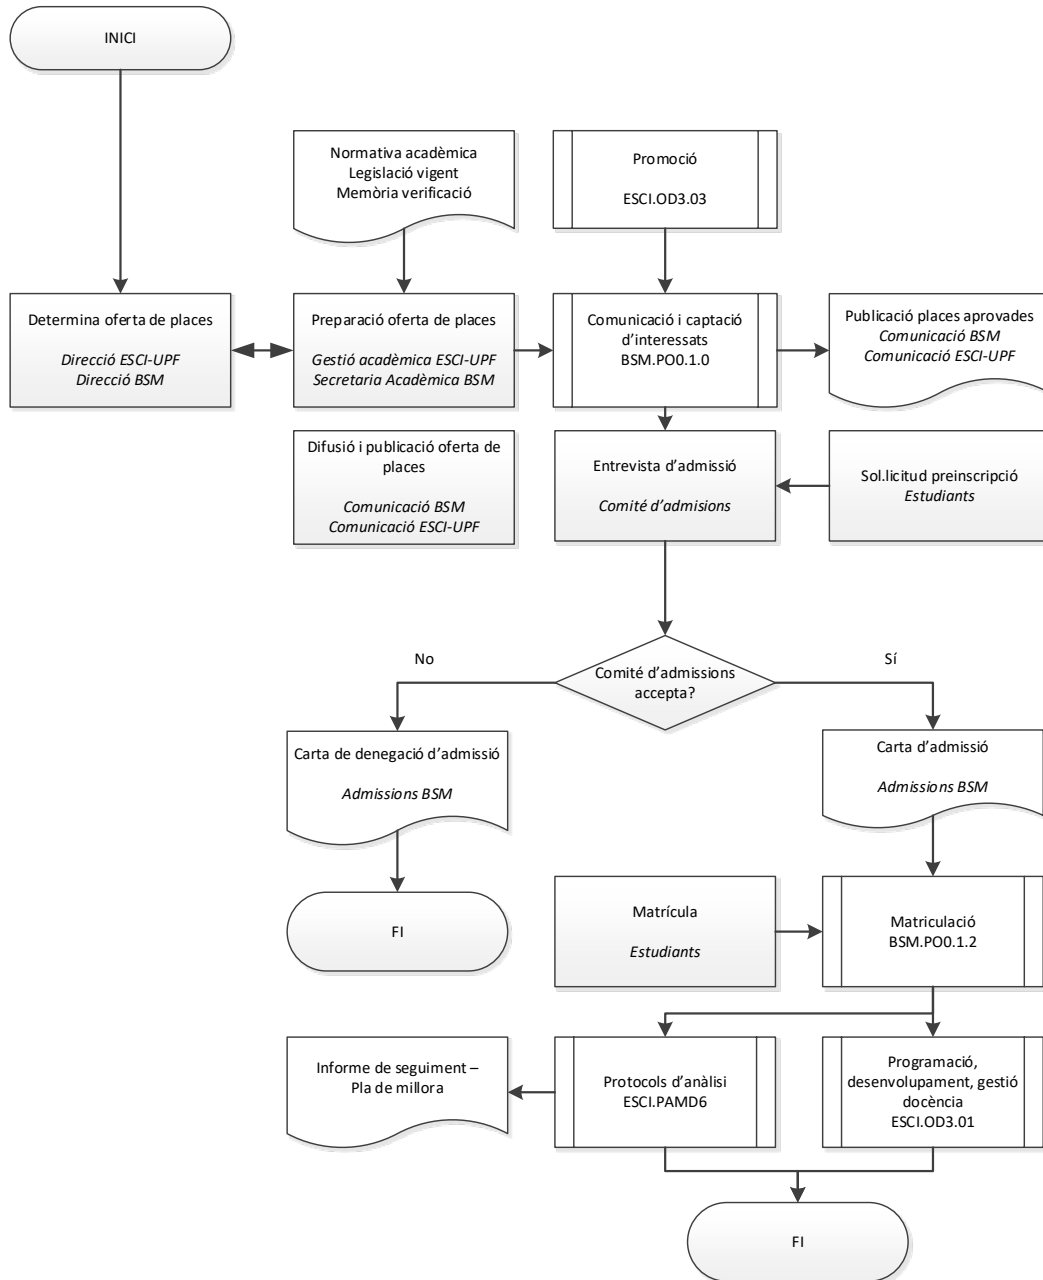 INICI
Normativa acadèmica
Legislació vigent
Memòria verificació
Promoció
ESCI.OD3.03
Determina oferta de places
Direcció ESCI-UPF
Direcció BSM
Preparació oferta de places
Gestió acadèmica ESCI-UPF
Secretaria Acadèmica BSM
Comunicació i captació
d'interessats
BSM.PO0.1.0
Publicació places aprovades
Comunicació BSM
Comunicació ESCI-UPF
Difusió i publicació oferta de
places
Comunicació BSM
Comunicació ESCI-UPF
Entrevista d'admissió
Comité d'admisions
Sol.licitud preinscripció
Estudiants
No
Comité d'admissions
accepta?
Sí
Carta de denegació d'admissió
Admissions BSM
Carta d'admissió
Admissions BSM
FI
Matrícula
Estudiants
Matriculació
BSM.PO0.1.2
Informe de seguiment –
Pla de millora
Protocols d'anàlisi
ESCI.PAMD6
Programació,
desenvolupament, gestió
docència
ESCI.OD3.01
FI